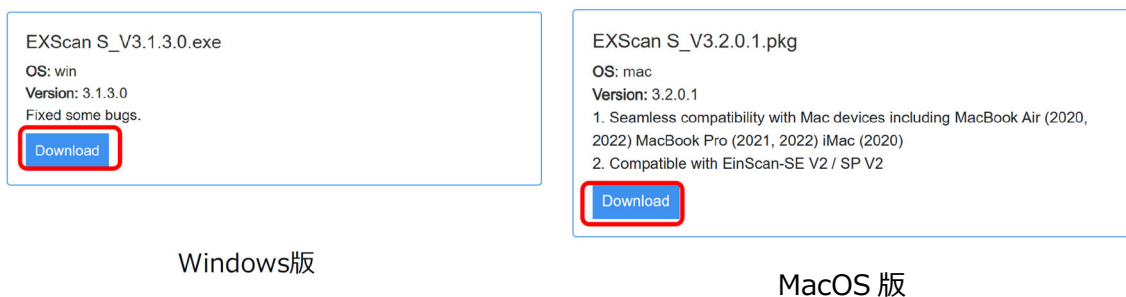 EXScan S_V3.1.3.0.exe
OS: win
Version: 3.1.3.0
Fixed some bugs.
Download
Windows版
EXScan S_V3.2.0.1.pkg
OS: mac
Version: 3.2.0.1
1. Seamless compatibility with Mac devices including MacBook Air (2020,
2022) MacBook Pro (2021, 2022) iMac (2020)
2. Compatible with EinScan-SE V2 / SP V2
Download
MacOS 版